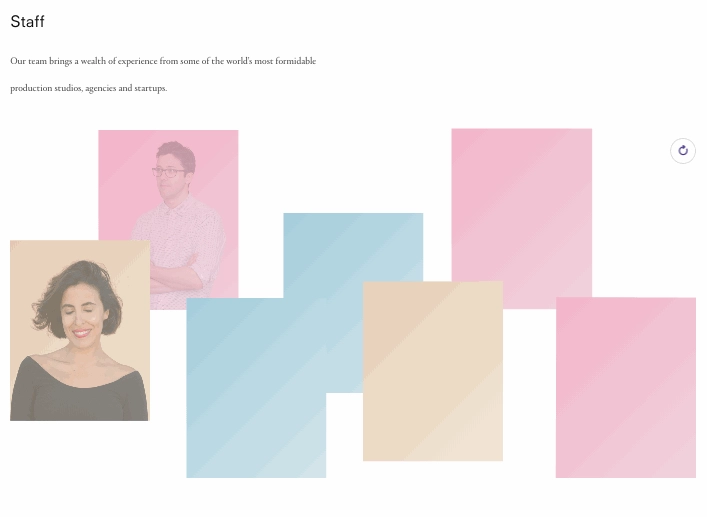 Staff
Our team brings a wealth of experience from some of the world's most formidable
production studios, agencies and startups.